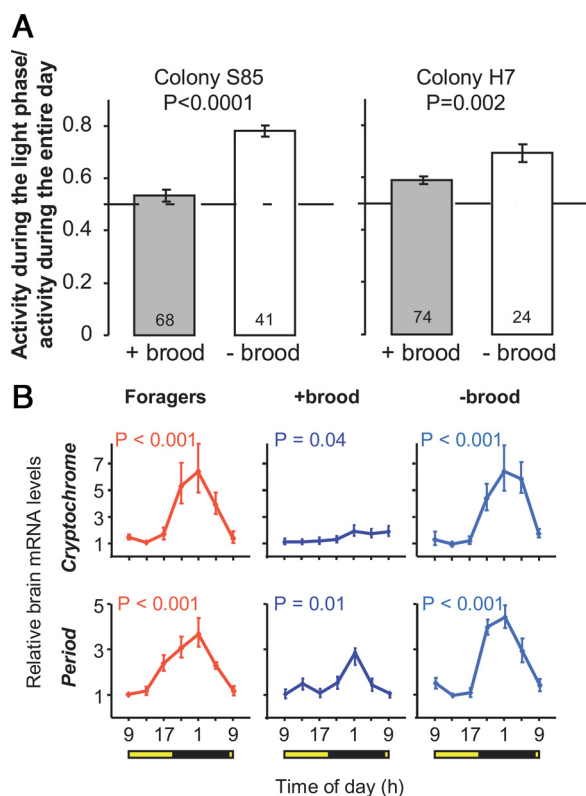 A
Colony S85
P<0.0001
Colony H7
P=0.002
Activity during the light phase/
activity during the entire day
0.8
0.6
0.4
0.2
0
68
41
74
24
+ brood
- brood
+ brood
- brood
B
Foragers
+brood
-brood
Relative brain mRNA levels
Cryptochrome
7
5
3
1
P < 0.001
P = 0.04
P < 0.001
Period
5
3
1
P < 0.001
P = 0.01
P < 0.001
9 17 1 9
9 17 1 9
9 17 1 9
Time of day (h)